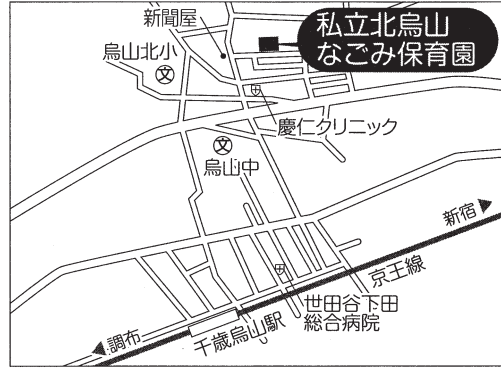 新聞屋
私立北烏山
なごみ保育園
烏山北小
文
慶仁クリニック
文
烏山中
新宿
京王線
世田谷下田
総合病院
千歳烏山駅
調布